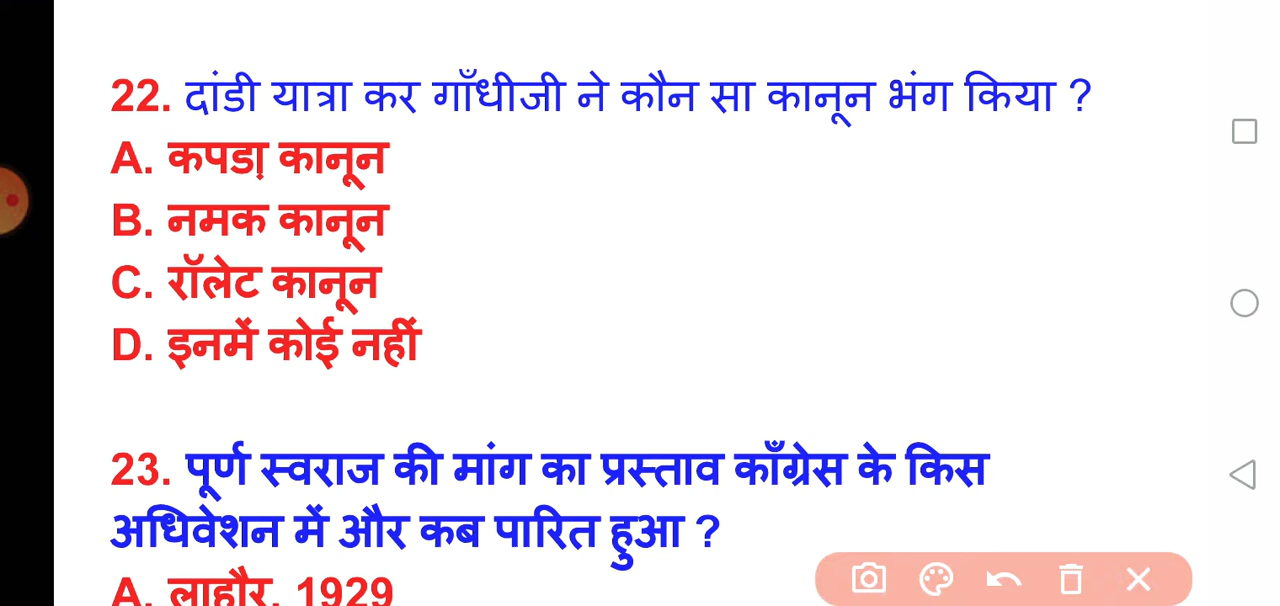 22. दांडी यात्रा कर गाँधीजी ने कौन सा कानून भंग किया ?
A. कपडा़ कानून
B. नमक कानून
C. रॉलेट कानून
D. इनमें कोई नहीं
23. पूर्ण स्वराज की मांग का प्रस्ताव काँग्रेस के किस
अधिवेशन में और कब पारित हुआ ?
A. लाहौर, 1929